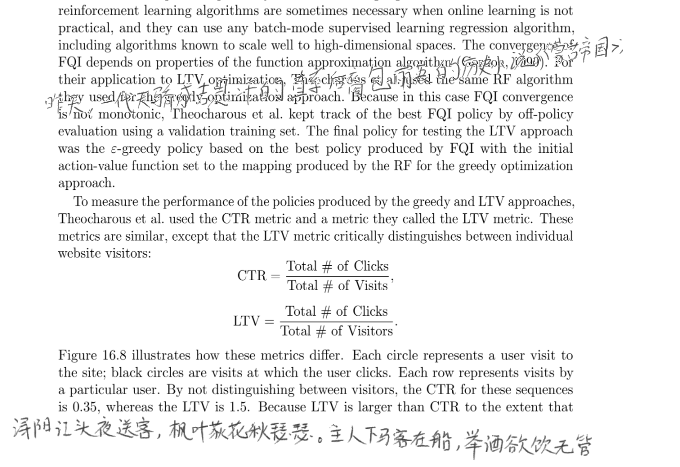 reinforcement learning algorithms are sometimes necessary when online learning is not
practical, and they can use any batch-mode supervised learning regression algorithm,
including algorithms known to scale well to high-dimensional spaces. The convergence of
FQI depends on properties of the function approximation algorithm (Gordon, 1999). For
their application to LTV optimization, Theocharous et al. used the same RF algorithm
they used for the greedy optimization approach. Because in this case FQI convergence
is not monotonic, Theocharous et al. kept track of the best FQI policy by off-policy
evaluation using a validation training set. The final policy for testing the LTV approach
was the ε-greedy policy based on the best policy produced by FQI with the initial
action-value function set to the mapping produced by the RF for the greedy optimization
approach.
To measure the performance of the policies produced by the greedy and LTV approaches,
Theocharous et al. used the CTR metric and a metric they called the LTV metric. These
metrics are similar, except that the LTV metric critically distinguishes between individual
website visitors:
CTR = Total # of Clicks / Total # of Visits,
LTV = Total # of Clicks / Total # of Visitors.
Figure 16.8 illustrates how these metrics differ. Each circle represents a user visit to
the site; black circles are visits at which the user clicks. Each row represents visits by
a particular user. By not distinguishing between visitors, the CTR for these sequences
is 0.35, whereas the LTV is 1.5. Because LTV is larger than CTR to the extent that
浔阳江头夜送客，枫叶荻花秋瑟瑟。主人下马客在船，举酒欲饮无管